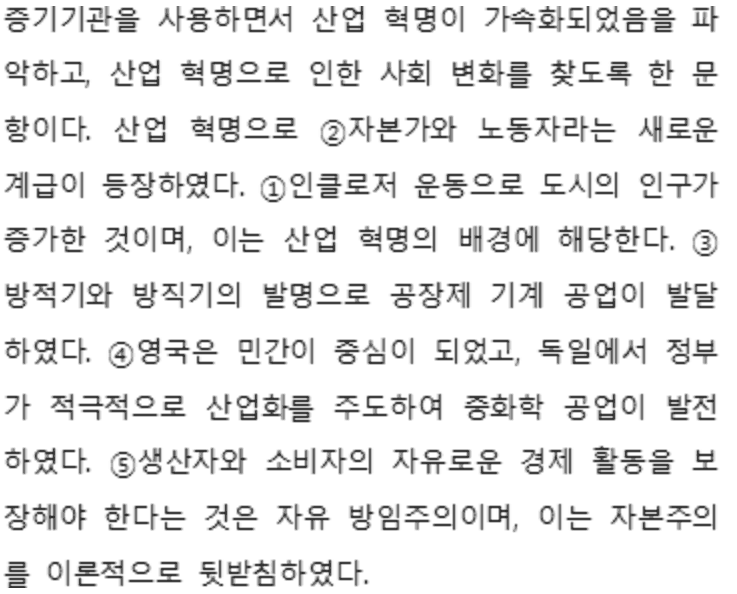 증기기관을 사용하면서 산업 혁명이 가속화되었음을 파
악하고, 산업 혁명으로 인한 사회 변화를 찾도록 한 문
항이다. 산업 혁명으로 ②자본가와 노동자라는 새로운
계급이 등장하였다. ①인클로저 운동으로 도시의 인구가
증가한 것이며, 이는 산업 혁명의 배경에 해당한다. ③
방적기와 방직기의 발명으로 공장제 기계 공업이 발달
하였다. ④영국은 민간이 중심이 되었고, 독일에서 정부
가 적극적으로 산업화를 주도하여 중화학 공업이 발전
하였다. ⑤생산자와 소비자의 자유로운 경제 활동을 보
장해야 한다는 것은 자유 방임주의이며, 이는 자본주의
를 이론적으로 뒷받침하였다.